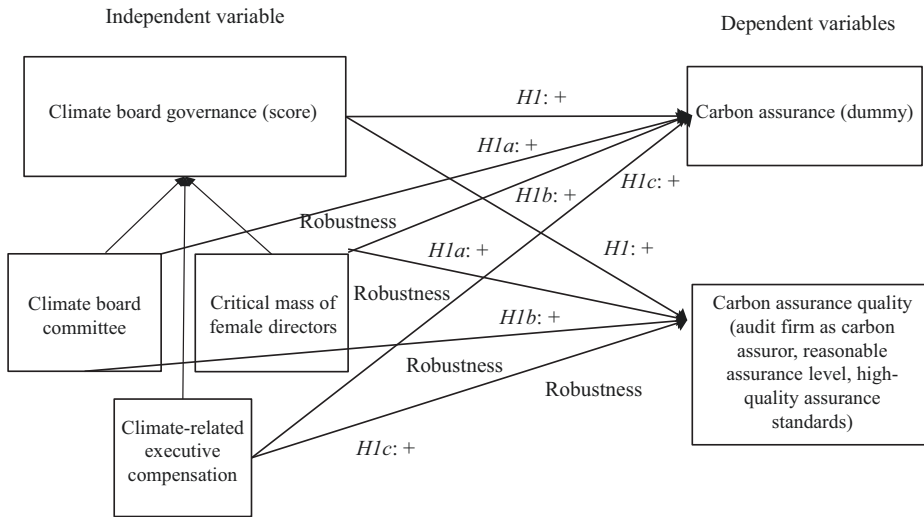 Independent variable
Dependent variables
Climate board governance (score)
H1: +
Carbon assurance (dummy)
H1a: +
H1c: +
H1b: +
Robustness
H1a: +
H1: +
Climate board
committee
Critical mass of
female directors
Robustness
H1b: +
Carbon assurance quality
(audit firm as carbon
assuror, reasonable
assurance level, high-
quality assurance
standards)
Robustness
Robustness
Climate-related
executive
compensation
H1c: +